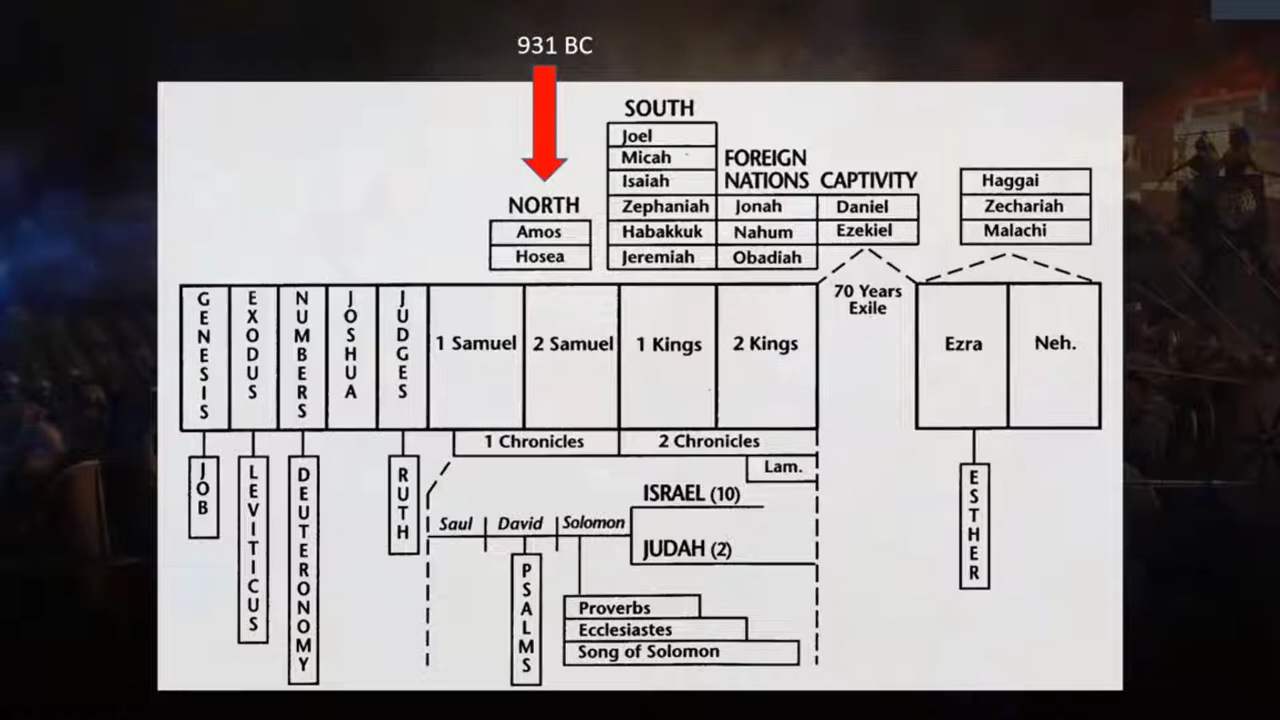 931 BC
SOUTH
Joel
Micah
Isaiah
Zephaniah
Habakkuk
Jeremiah
FOREIGN
NATIONS
Jonah
Nahum
Obadiah
CAPTIVITY
Daniel
Ezekiel
Haggai
Zechariah
Malachi
NORTH
Amos
Hosea
GENESIS
EXODUS
NUMBERS
JOSHUA
JUDGES
1 Samuel
2 Samuel
1 Kings
2 Kings
70 Years
Exile
Ezra
Neh.
1 Chronicles
2 Chronicles
Lam.
JOB
LEVITICUS
DEUTERONOMY
RUTH
Saul
David
Solomon
ISRAEL (10)
JUDAH (2)
PSALMS
Proverbs
Ecclesiastes
Song of Solomon
ESTHER